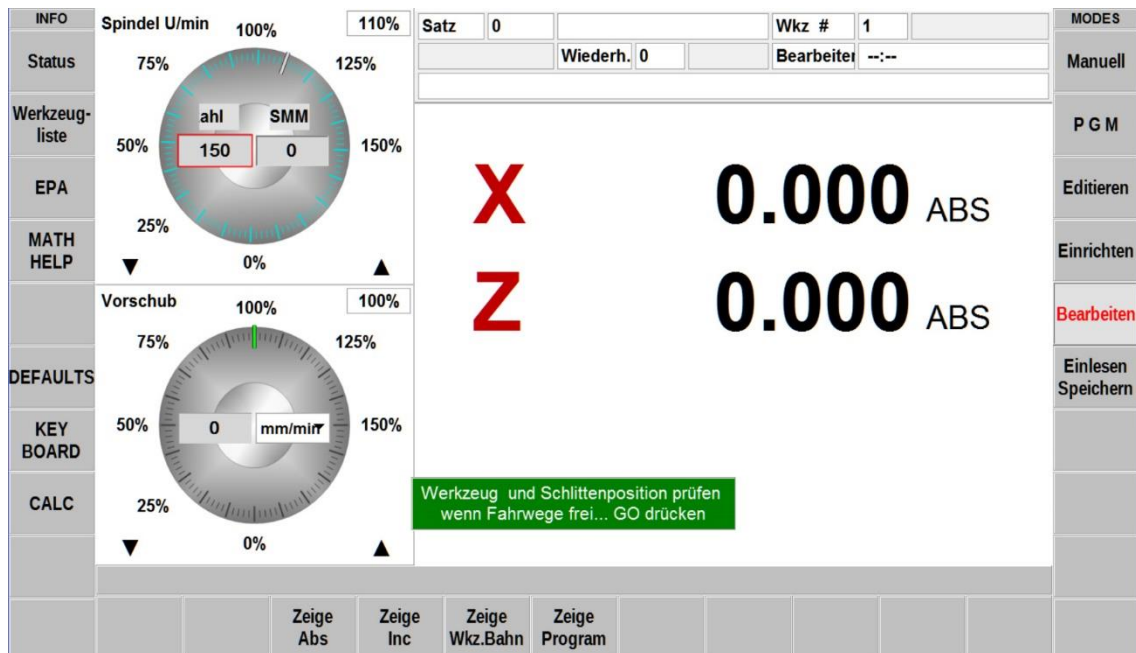 INFO
Status
Werkzeug-
liste
EPA
MATH
HELP
DEFAULTS
KEY
BOARD
CALC
Spindel U/min
110%
100%
75%
125%
ahl
SMM
50%
150
0
150%
25%
0%
▼
▲
Vorschub
100%
100%
75%
125%
50%
0
mm/min
150%
25%
0%
▼
▲
Satz 0 Wkz # 1
Wiederh. 0 Bearbeiter --:--
X 0.000 ABS
Z 0.000 ABS
Werkzeug und Schlittenposition prüfen
wenn Fahrwege frei... GO drücken
MODES
Manuell
P G M
Editieren
Einrichten
Bearbeiten
Einlesen
Speichern
Zeige
Abs
Zeige
Inc
Zeige
Wkz.Bahn
Zeige
Program